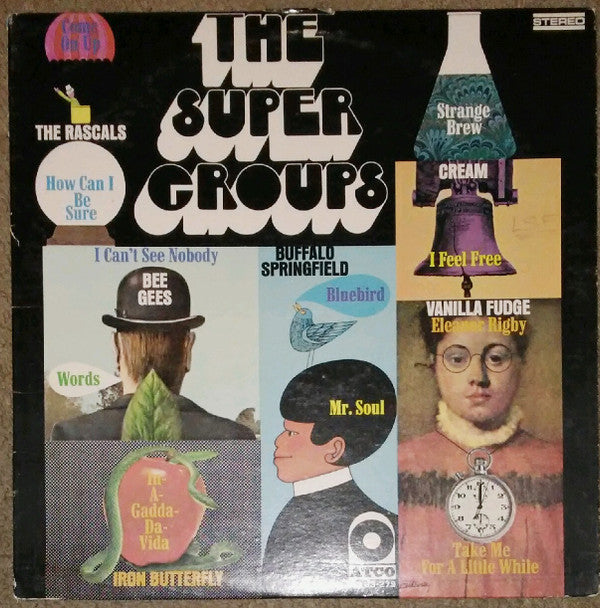 Come
On Up
THE
SUPER
GROUPS
STEREO
THE RASCALS
How Can I
Be
Sure
Strange
Brew
CREAM
I Feel Free
I Can't See Nobody
BEE
GEES
Words
BUFFALO
SPRINGFIELD
Bluebird
Mr. Soul
VANILLA FUDGE
Eleanor Rigby
Take Me
For A Little While
In-
A-
Gadda-
Da-
Vida
IRON BUTTERFLY
ATCO